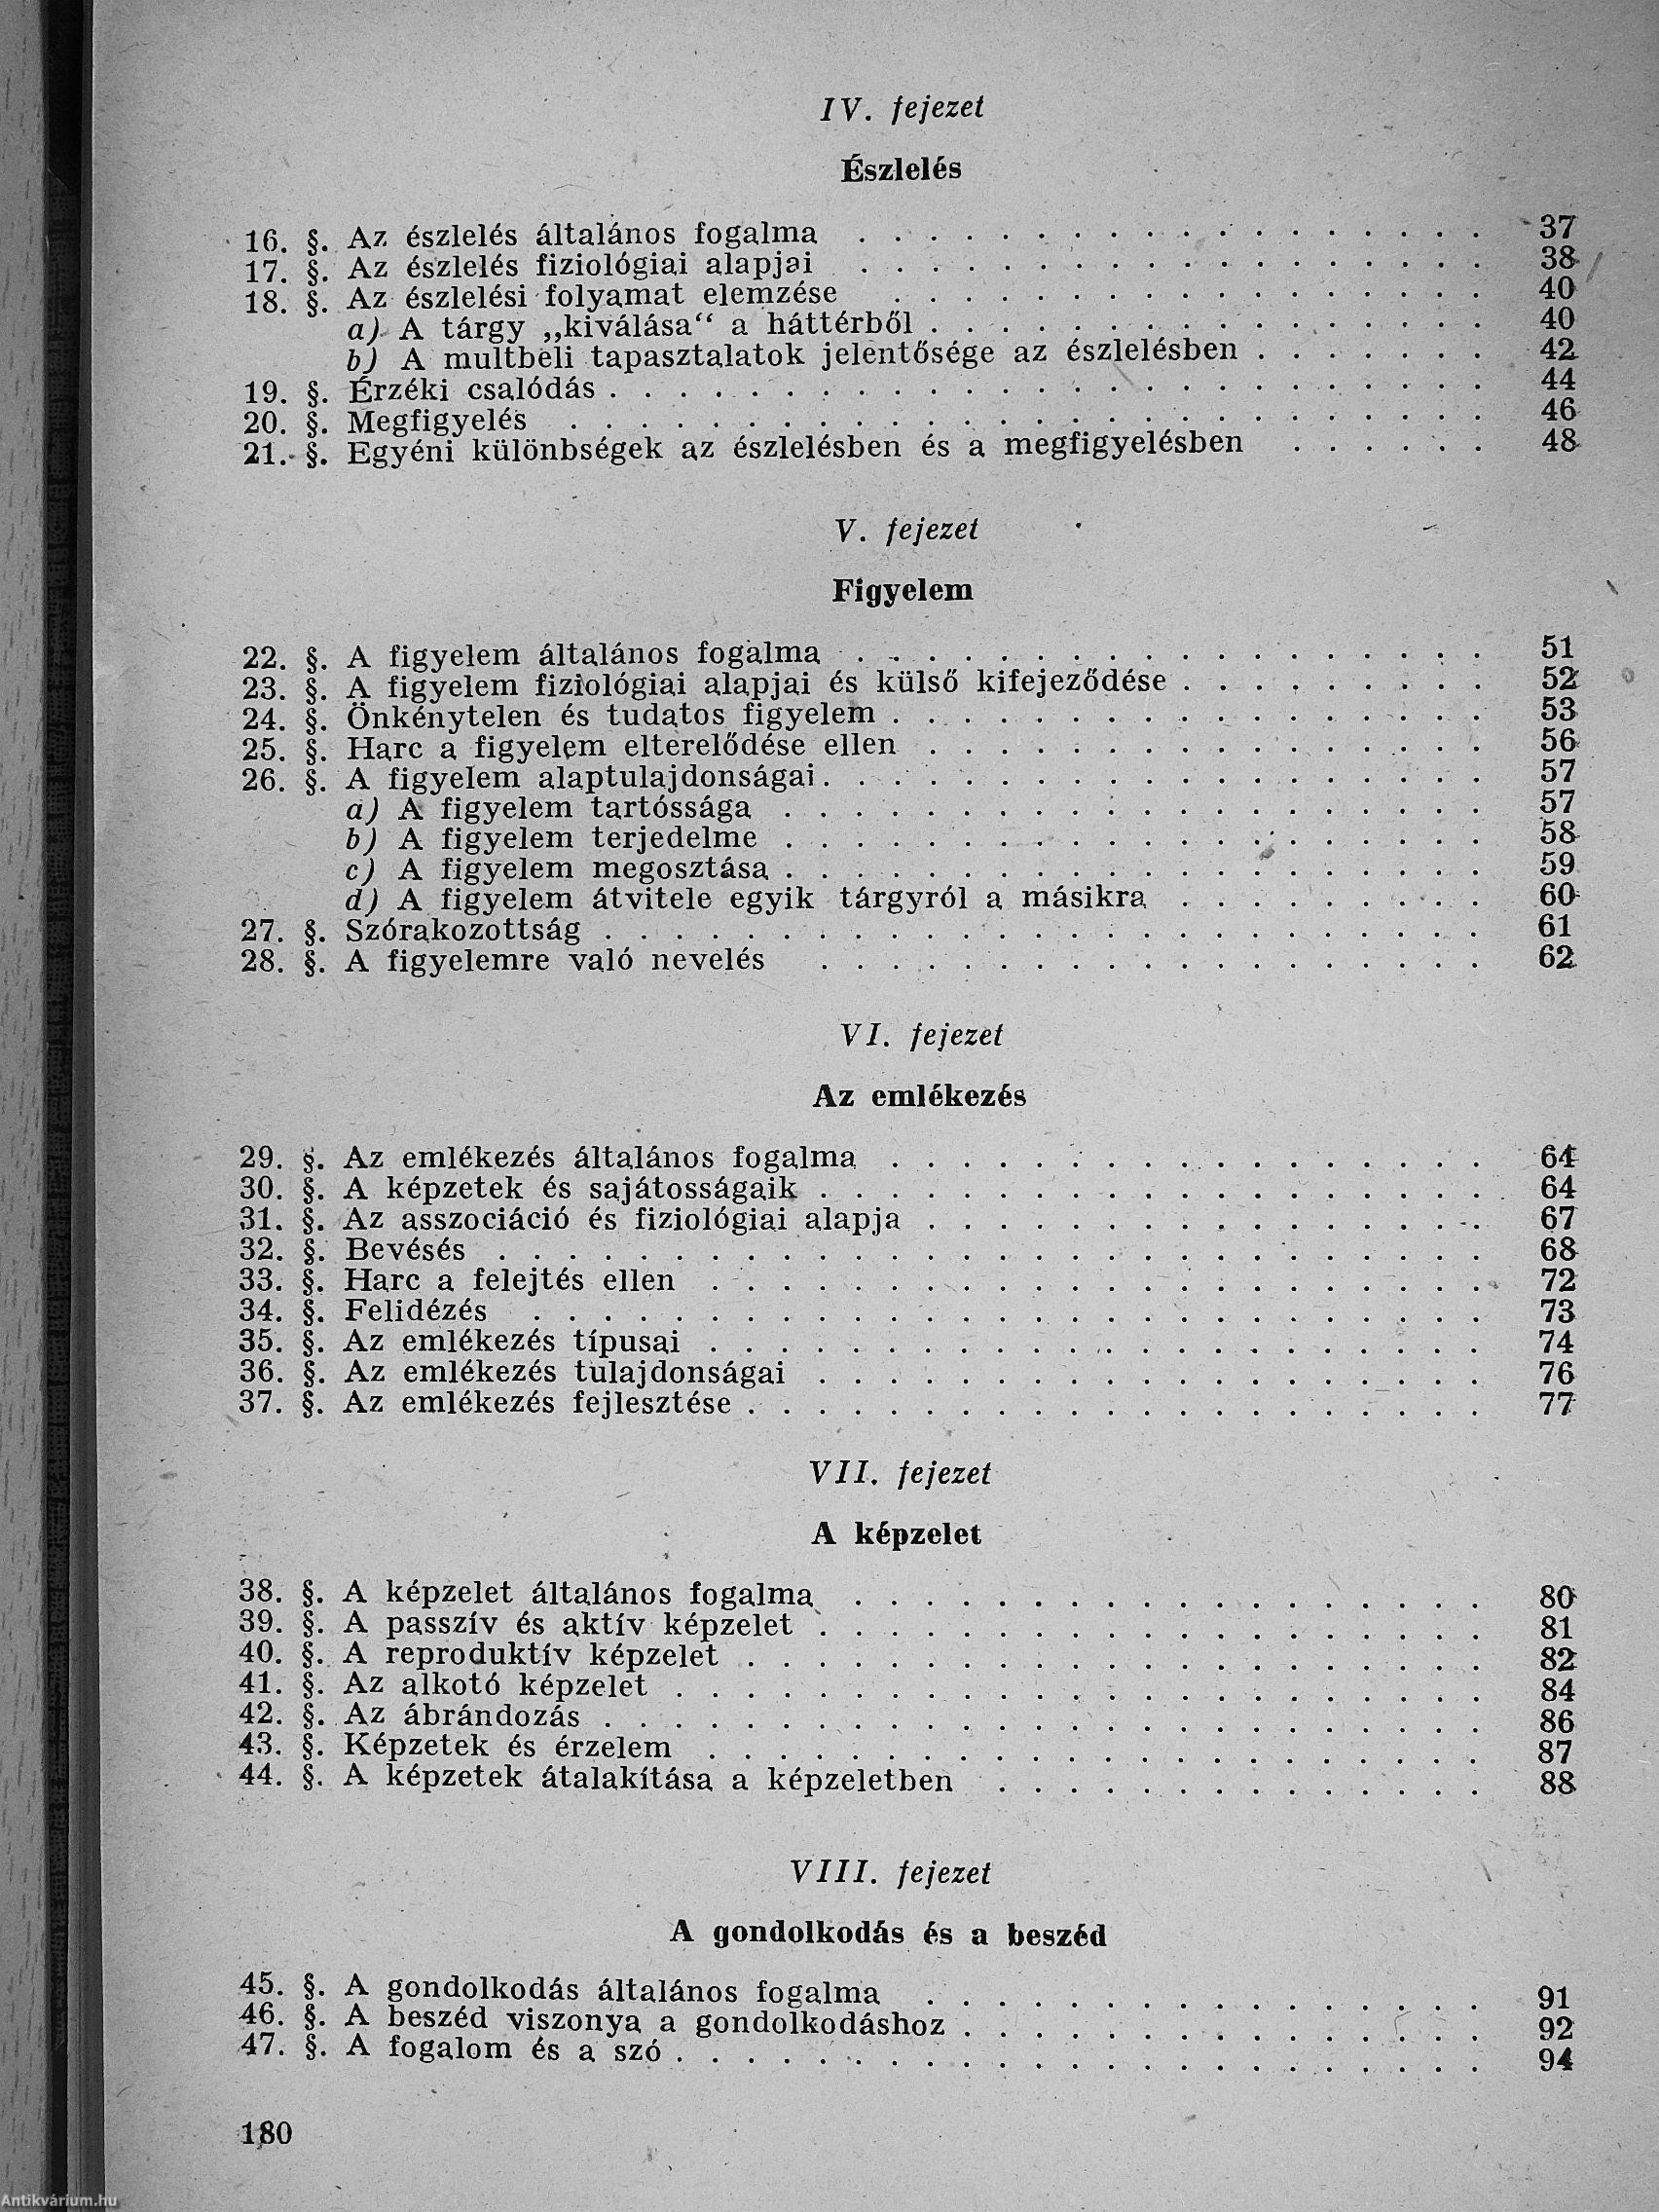 IV. fejezet
Észlelés
16. §. Az észlelés általános fogalma . . . . . . . . . . . . . . . . . . 37
17. §. Az észlelés fiziológiai alapjai . . . . . . . . . . . . . . . . . . 38
18. §. Az észlelési folyamat elemzése . . . . . . . . . . . . . . . . . 40
a) A tárgy „kiválása“ a háttérből . . . . . . . . . . . . . . . . 40
b) A multbeli tapasztalatok jelentősége az észlelésben . . . . . . . 42
19. §. Érzéki csalódás . . . . . . . . . . . . . . . . . . . . . . . . . 44
20. §. Megfigyelés . . . . . . . . . . . . . . . . . . . . . . . . . . 46
21. §. Egyéni különbségek az észlelésben és a megfigyelésben . . . . . . 48
V. fejezet
Figyelem
22. §. A figyelem általános fogalma . . . . . . . . . . . . . . . . . . 51
23. §. A figyelem fiziológiai alapjai és külső kifejeződése . . . . . . . . . 52
24. §. Önkénytelen és tudatos figyelem . . . . . . . . . . . . . . . . . 53
25. §. Harc a figyelem elterelődése ellen . . . . . . . . . . . . . . . . 56
26. §. A figyelem alaptulajdonságai . . . . . . . . . . . . . . . . . . . 57
a) A figyelem tartóssága . . . . . . . . . . . . . . . . . . . . 57
b) A figyelem terjedelme . . . . . . . . . . . . . . . . . . . . 58
c) A figyelem megosztása . . . . . . . . . . . . . . . . . . . . 59
d) A figyelem átvitele egyik tárgyról a másikra . . . . . . . . . 60
27. §. Szórakozottság . . . . . . . . . . . . . . . . . . . . . . . . . 61
28. §. A figyelemre való nevelés . . . . . . . . . . . . . . . . . . . 62
VI. fejezet
Az emlékezés
29. §. Az emlékezés általános fogalma . . . . . . . . . . . . . . . . . 64
30. §. A képzetek és sajátosságaik . . . . . . . . . . . . . . . . . . . 64
31. §. Az asszociáció és fiziológiai alapja . . . . . . . . . . . . . . . . 67
32. §. Bevésés . . . . . . . . . . . . . . . . . . . . . . . . . . . . 68
33. §. Harc a felejtés ellen . . . . . . . . . . . . . . . . . . . . . . 72
34. §. Felidézés . . . . . . . . . . . . . . . . . . . . . . . . . . . 73
35. §. Az emlékezés típusai . . . . . . . . . . . . . . . . . . . . . . 74
36. §. Az emlékezés tulajdonságai . . . . . . . . . . . . . . . . . . . 76
37. §. Az emlékezés fejlesztése . . . . . . . . . . . . . . . . . . . . . 77
VII. fejezet
A képzelet
38. §. A képzelet általános fogalma . . . . . . . . . . . . . . . . . . 80
39. §. A passzív és aktív képzelet . . . . . . . . . . . . . . . . . . . 81
40. §. A reproduktív képzelet . . . . . . . . . . . . . . . . . . . . . 82
41. §. Az alkotó képzelet . . . . . . . . . . . . . . . . . . . . . . . 84
42. §. Az ábrándozás . . . . . . . . . . . . . . . . . . . . . . . . . 86
43. §. Képzetek és érzelem . . . . . . . . . . . . . . . . . . . . . . 87
44. §. A képzetek átalakítása a képzeletben . . . . . . . . . . . . . . 88
VIII. fejezet
A gondolkodás és a beszéd
45. §. A gondolkodás általános fogalma . . . . . . . . . . . . . . . . 91
46. §. A beszéd viszonya a gondolkodáshoz . . . . . . . . . . . . . . . 92
47. §. A fogalom és a szó . . . . . . . . . . . . . . . . . . . . . . . 94
180
Antikvárium.hu